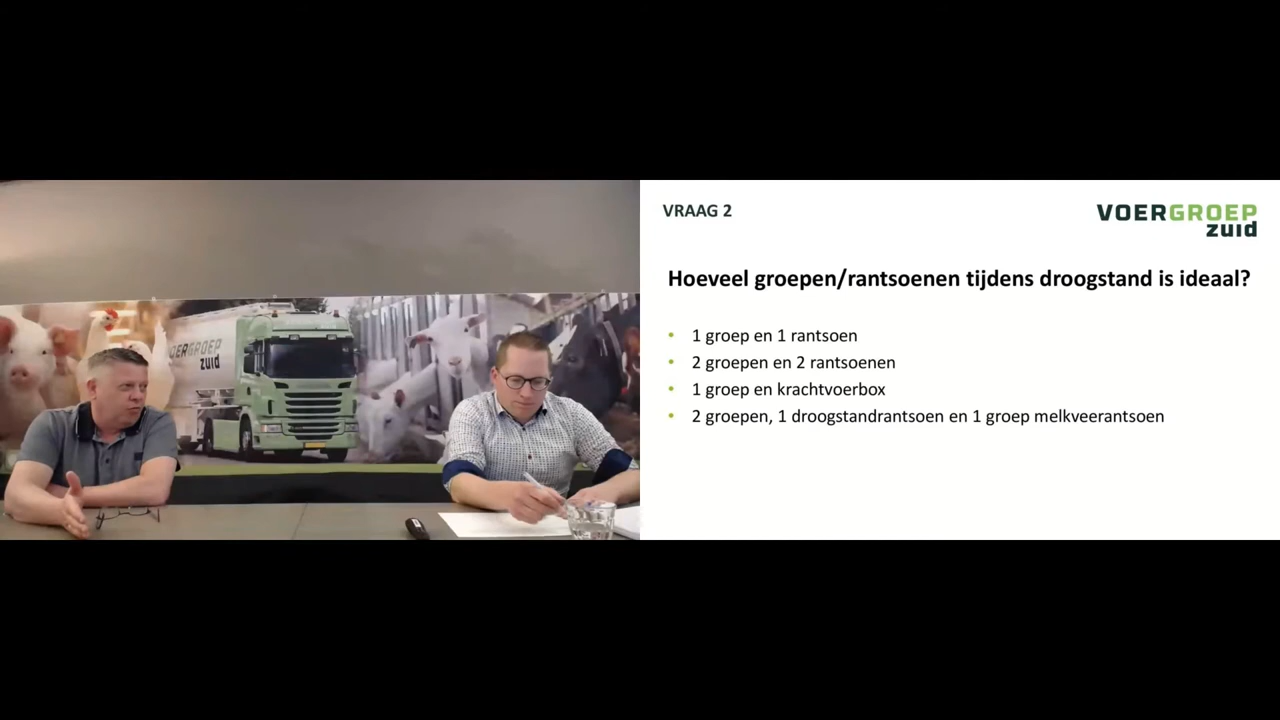 VRAAG 2
VOERGROEP
zuid
Hoeveel groepen/rantsoenen tijdens droogstand is ideaal?
• 1 groep en 1 rantsoen
• 2 groepen en 2 rantsoenen
• 1 groep en krachtvoerbox
• 2 groepen, 1 droogstandrantsoen en 1 groep melkveerantsoen
VOERGROEP
zuid